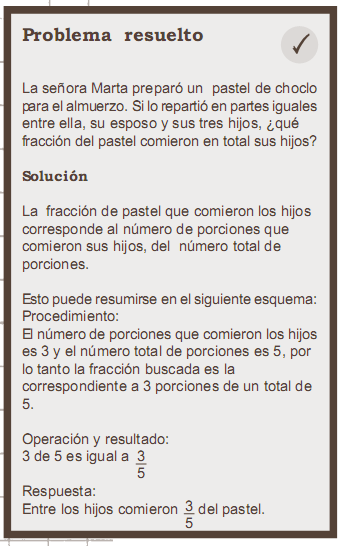 Problema resuelto
La señora Marta preparó un pastel de choclo
para el almuerzo. Si lo repartió en partes iguales
entre ella, su esposo y sus tres hijos, ¿qué
fracción del pastel comieron en total sus hijos?
Solución
La fracción de pastel que comieron los hijos
corresponde al número de porciones que
comieron sus hijos, del número total de
porciones.
Esto puede resumirse en el siguiente esquema:
Procedimiento:
El número de porciones que comieron los hijos
es 3 y el número total de porciones es 5, por
lo tanto la fracción buscada es la
correspondiente a 3 porciones de un total de
5.
Operación y resultado:
3 de 5 es igual a 3/5
Respuesta:
Entre los hijos comieron 3/5 del pastel.